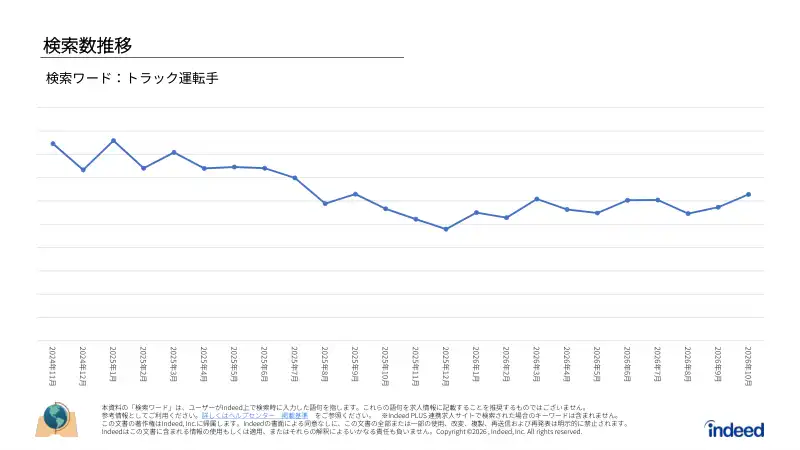 検索数推移
検索ワード：トラック運転手
2024年11月
2024年12月
2025年1月
2025年2月
2025年3月
2025年4月
2025年5月
2025年6月
2025年7月
2025年8月
2025年9月
2025年10月
2025年11月
2025年12月
2026年1月
2026年2月
2026年3月
2026年4月
2026年5月
2026年6月
2026年7月
2026年8月
2026年9月
2026年10月
本資料の「検索ワード」は、ユーザーがIndeed上で検索時に入力した語句を指します。これらの語句を求人情報に記載することを推奨するものではございません。
参考情報としてご利用ください。詳しくはヘルプセンター　掲載基準　をご参照ください。　※Indeed PLUS 連携求人サイトで検索された場合のキーワードは含まれません。
この文書の著作権はIndeed, Inc.に帰属します。Indeedの書面による同意なしに、この文書の全部または一部の使用、改変、複製、再送信および再発表は明示的に禁止されます。
Indeedはこの文書に含まれる情報の使用もしくは適用、またはそれらの解釈によるいかなる責任も負いません。Copyright ©2026 , Indeed, Inc. All rights reserved.
indeed